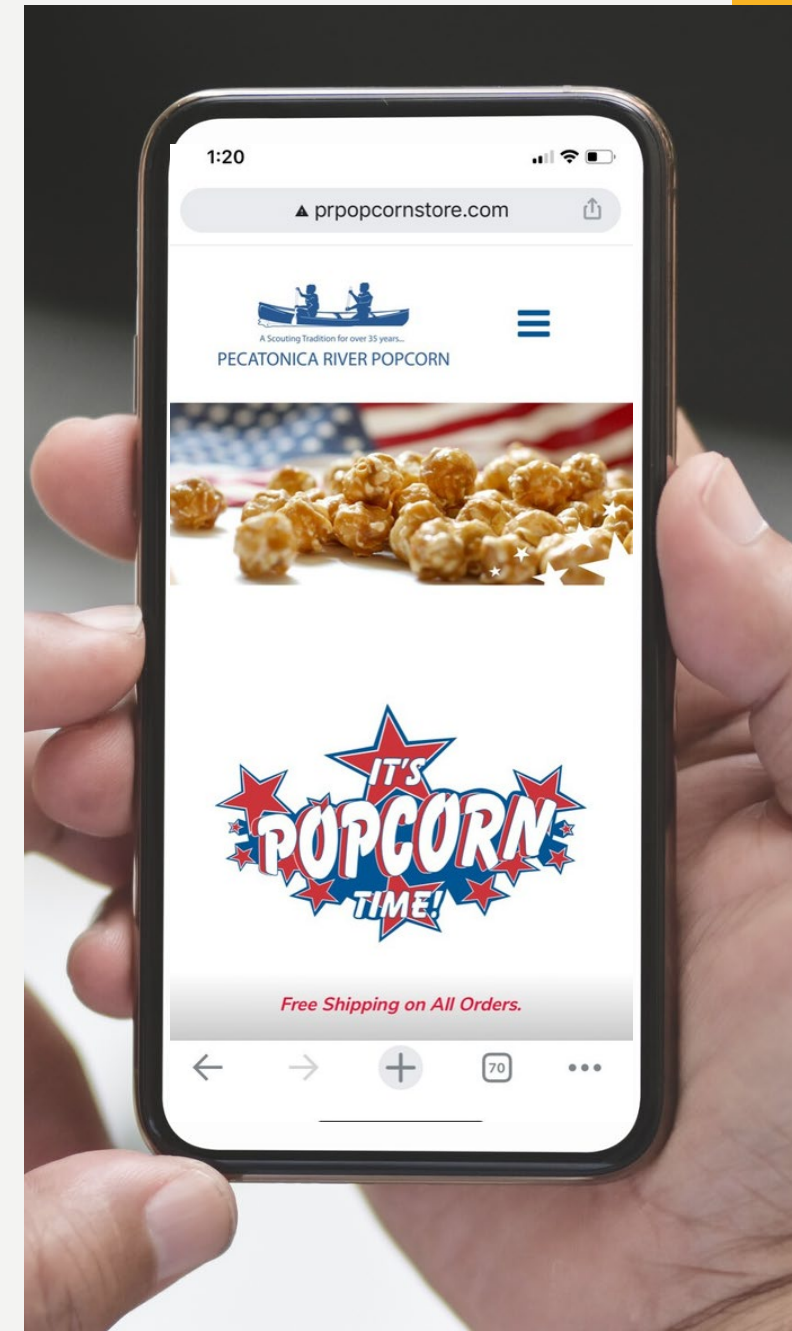 1:20
prpopcornstore.com
A Scouting Tradition for over 35 years...
PECATONICA RIVER POPCORN
IT'S
POPCORN
TIME!
Free Shipping on All Orders.
70